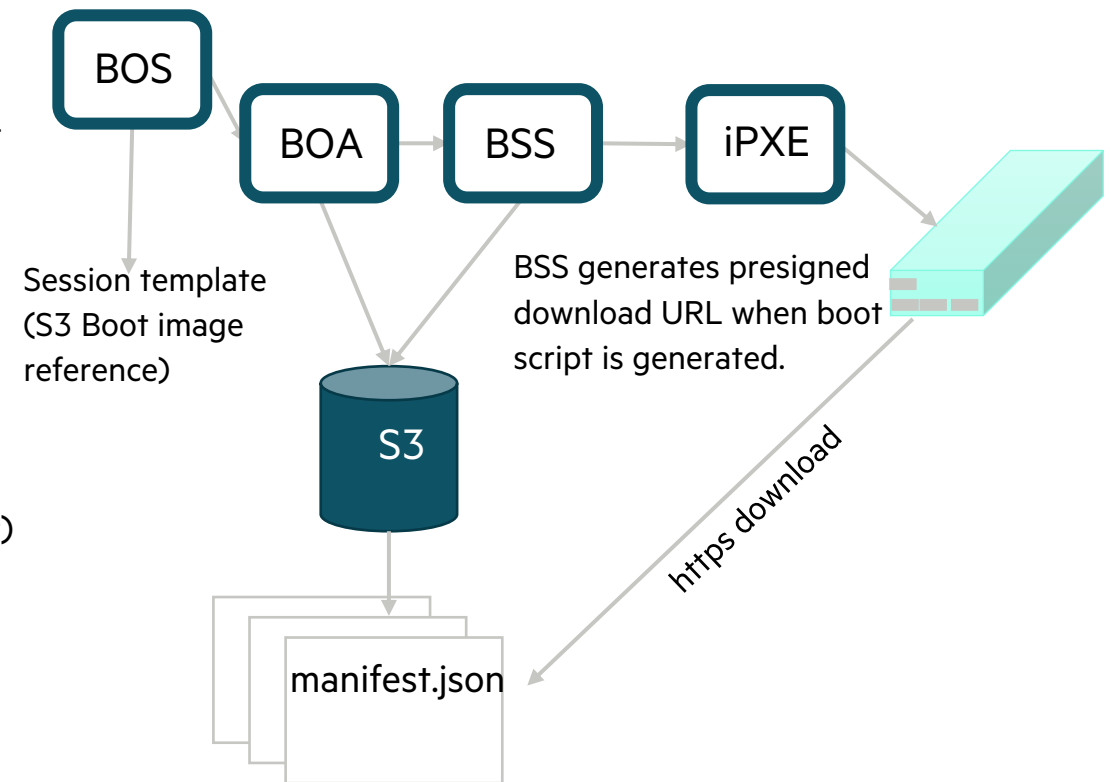 BOS
BOA
BSS
iPXE
Session template
(S3 Boot image
reference)
BSS generates presigned
download URL when boot
script is generated.
S3
https download
)
manifest.json